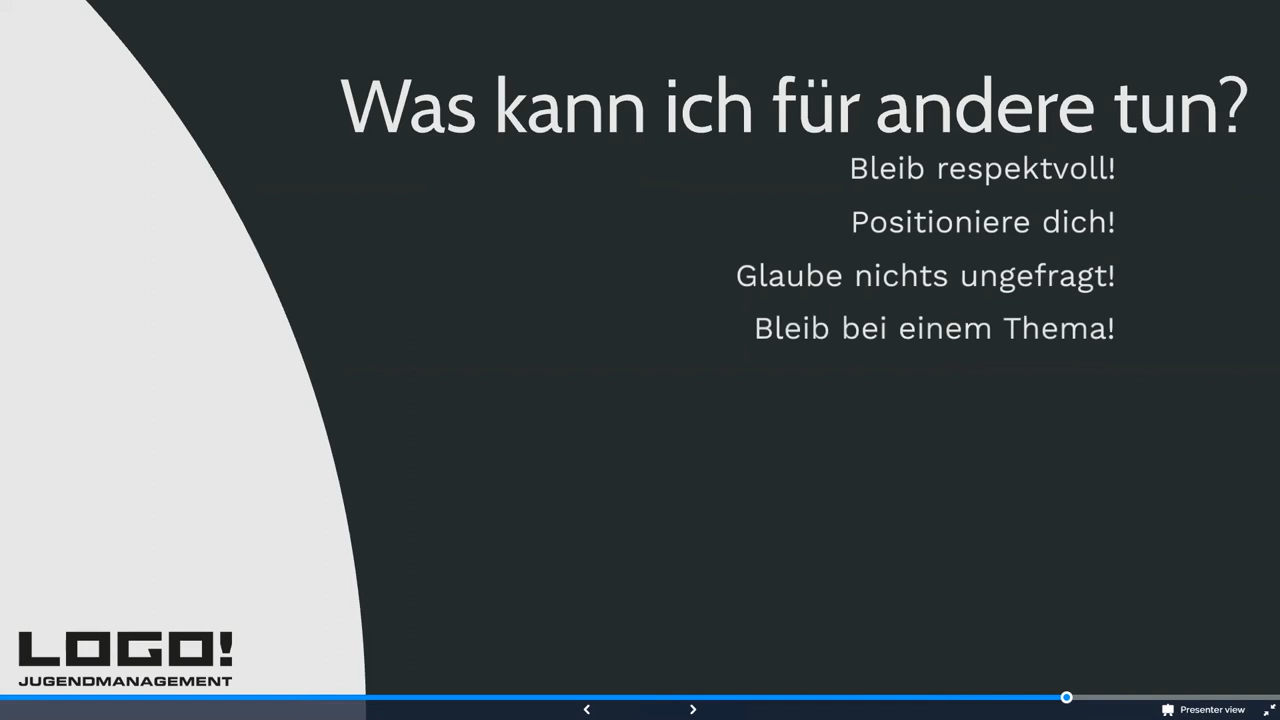 Was kann ich für andere tun?
Bleib respektvoll!
Positioniere dich!
Glaube nichts ungefragt!
Bleib bei einem Thema!
LOGO!
JUGENDMANAGEMENT
Presenter view